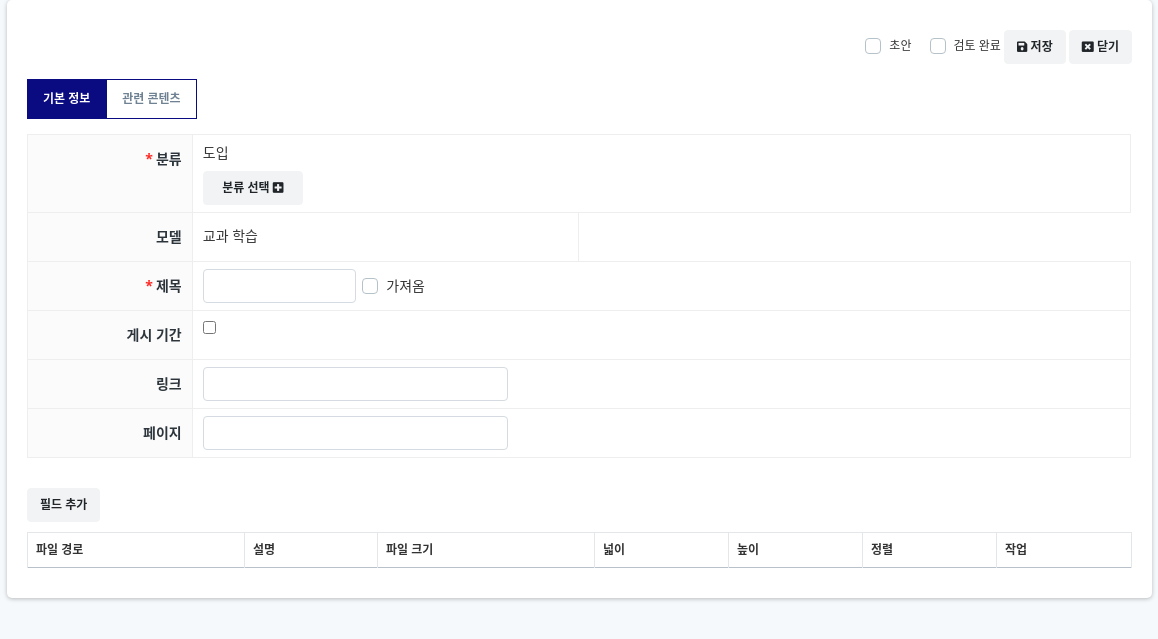 초안 검토 완료 저장 닫기
기본 정보 관련 콘텐츠
* 분류 도입
분류 선택
모델 교과 학습
* 제목 가져옴
게시 기간
링크
페이지
필드 추가
파일 경로 설명 파일 크기 넓이 높이 정렬 작업